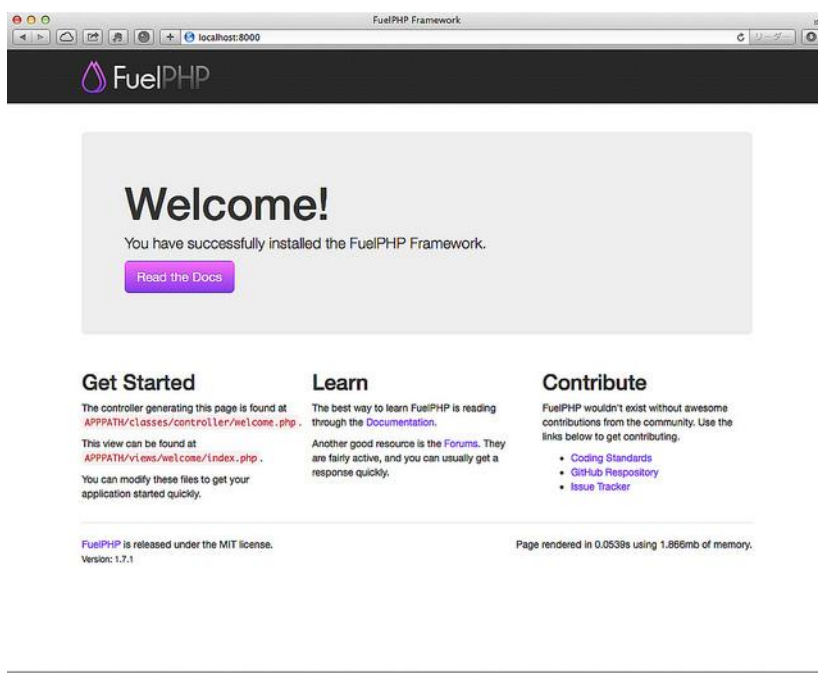 FuelPHP Framework
localhost:8000
リーダー
FuelPHP
Welcome!
You have successfully installed the FuelPHP Framework.
Read the Docs
Get Started
The controller generating this page is found at
APPPATH/classes/controller/welcome.php.
This view can be found at
APPPATH/views/welcome/index.php.
You can modify these files to get your
application started quickly.
Learn
The best way to learn FuelPHP is reading
through the Documentation.
Another good resource is the Forums. They
are fairly active, and you can usually get a
response quickly.
Contribute
FuelPHP wouldn't exist without awesome
contributions from the community. Use the
links below to get contributing.
Coding Standards
GitHub Respository
Issue Tracker
FuelPHP is released under the MIT license.
Version: 1.7.1
Page rendered in 0.0539s using 1.866mb of memory.